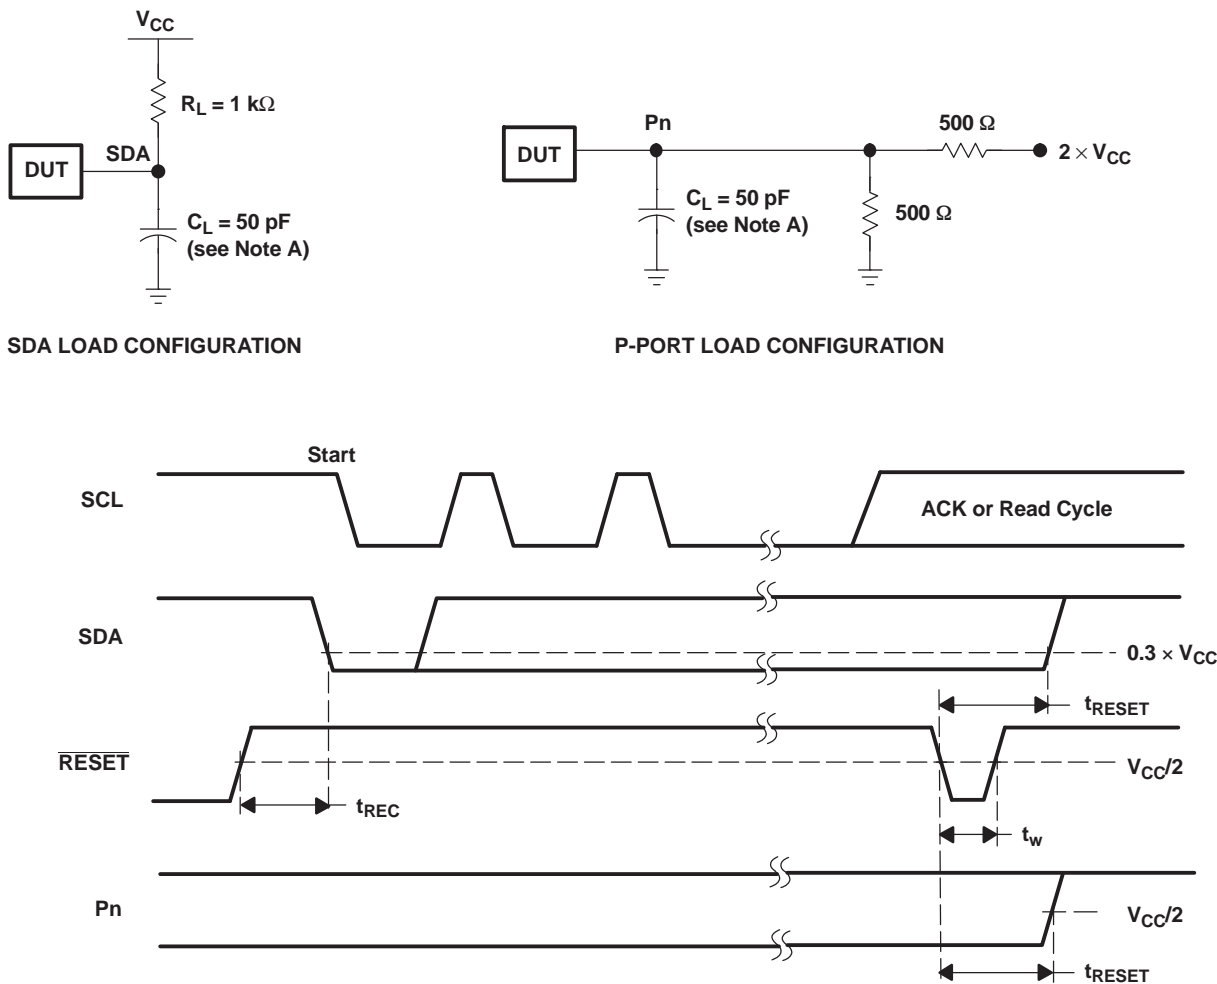 VCC
RL = 1 kΩ
DUT
SDA
CL = 50 pF
(see Note A)
SDA LOAD CONFIGURATION
DUT
Pn
500 Ω
2 × VCC
CL = 50 pF
(see Note A)
500 Ω
P-PORT LOAD CONFIGURATION
Start
SCL
ACK or Read Cycle
SDA
0.3 × VCC
tRESET
RESET
VCC/2
tREC
tw
Pn
VCC/2
tRESET